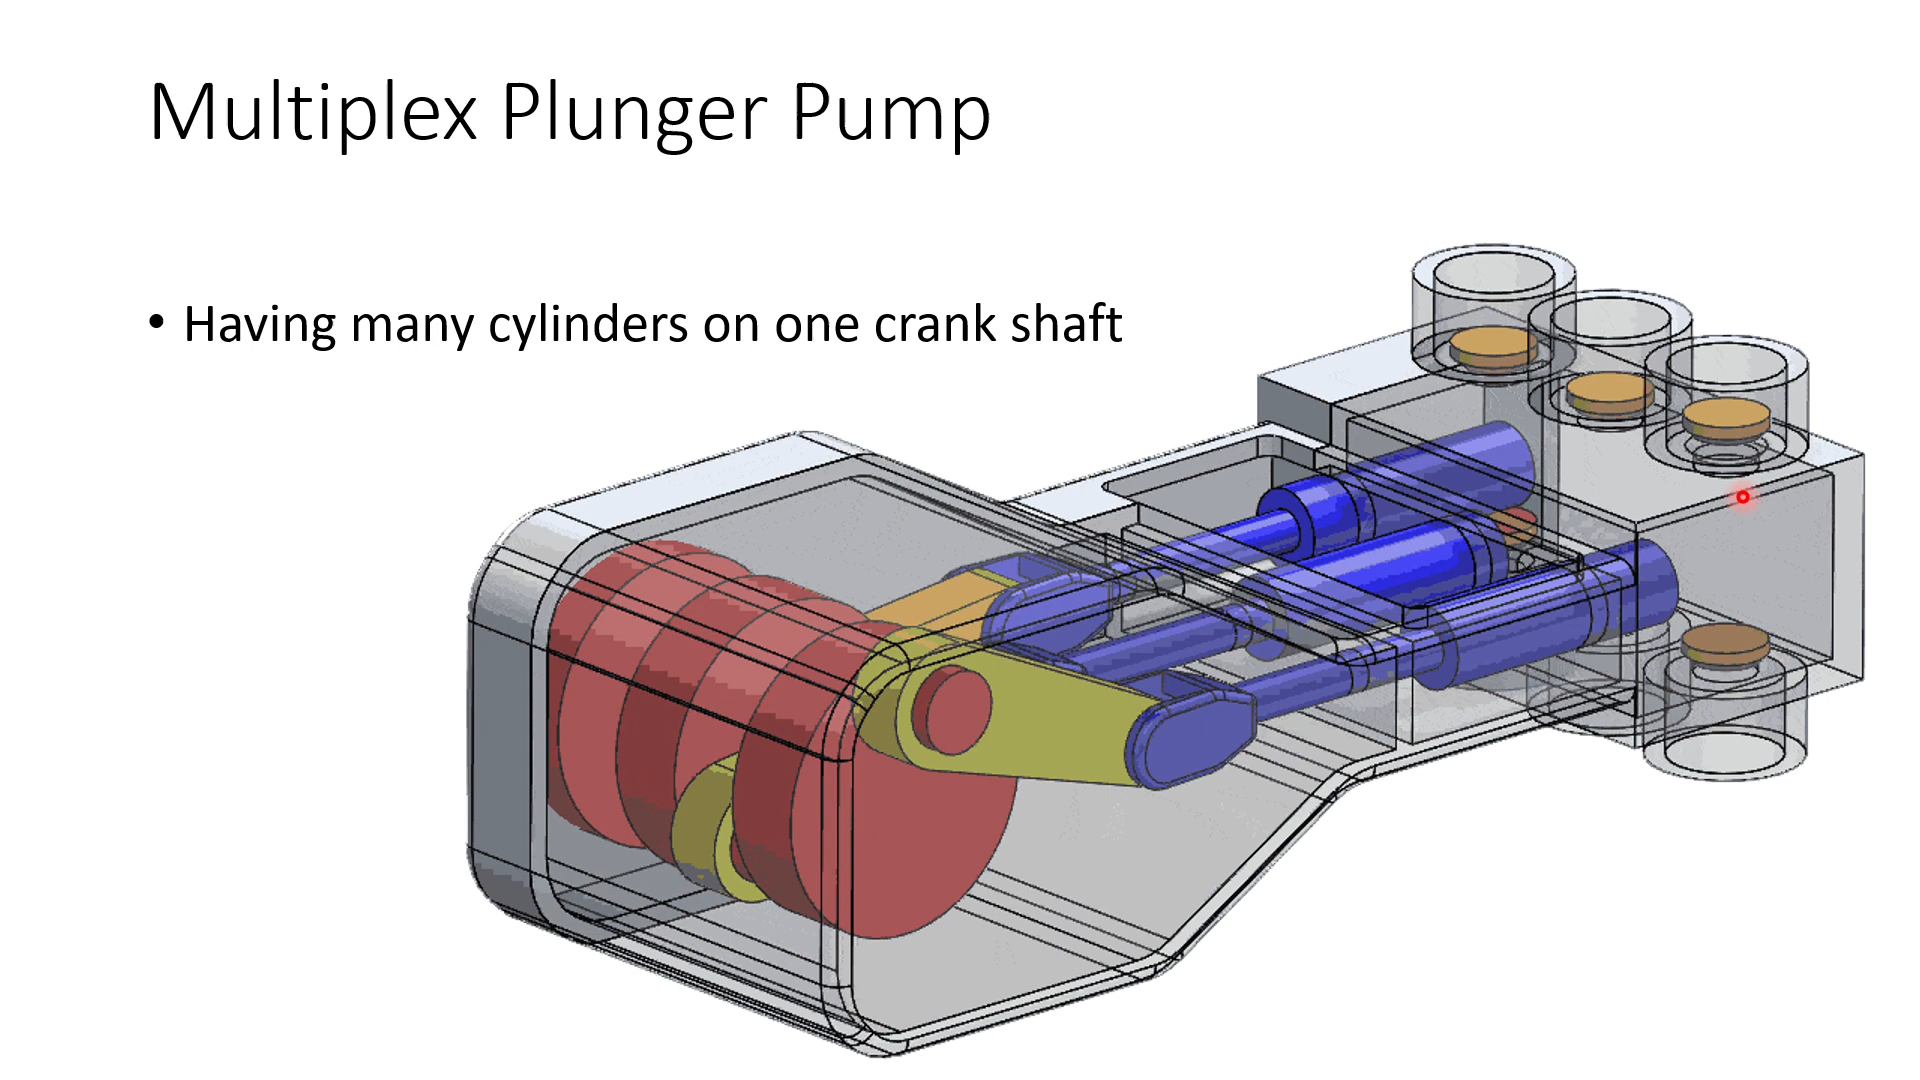 Multiplex Plunger Pump
• Having many cylinders on one crank shaft